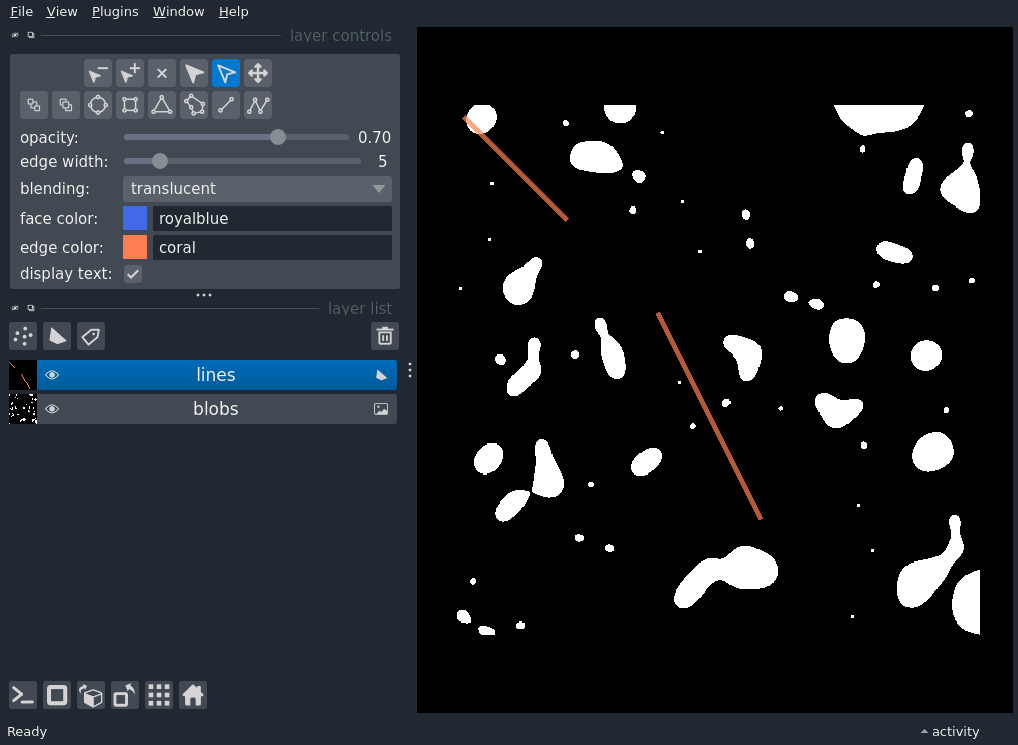 File View Plugins Window Help
layer controls
opacity: 0.70
edge width: 5
blending: translucent
face color: royalblue
edge color: coral
display text:
layer list
lines
blobs
Ready activity